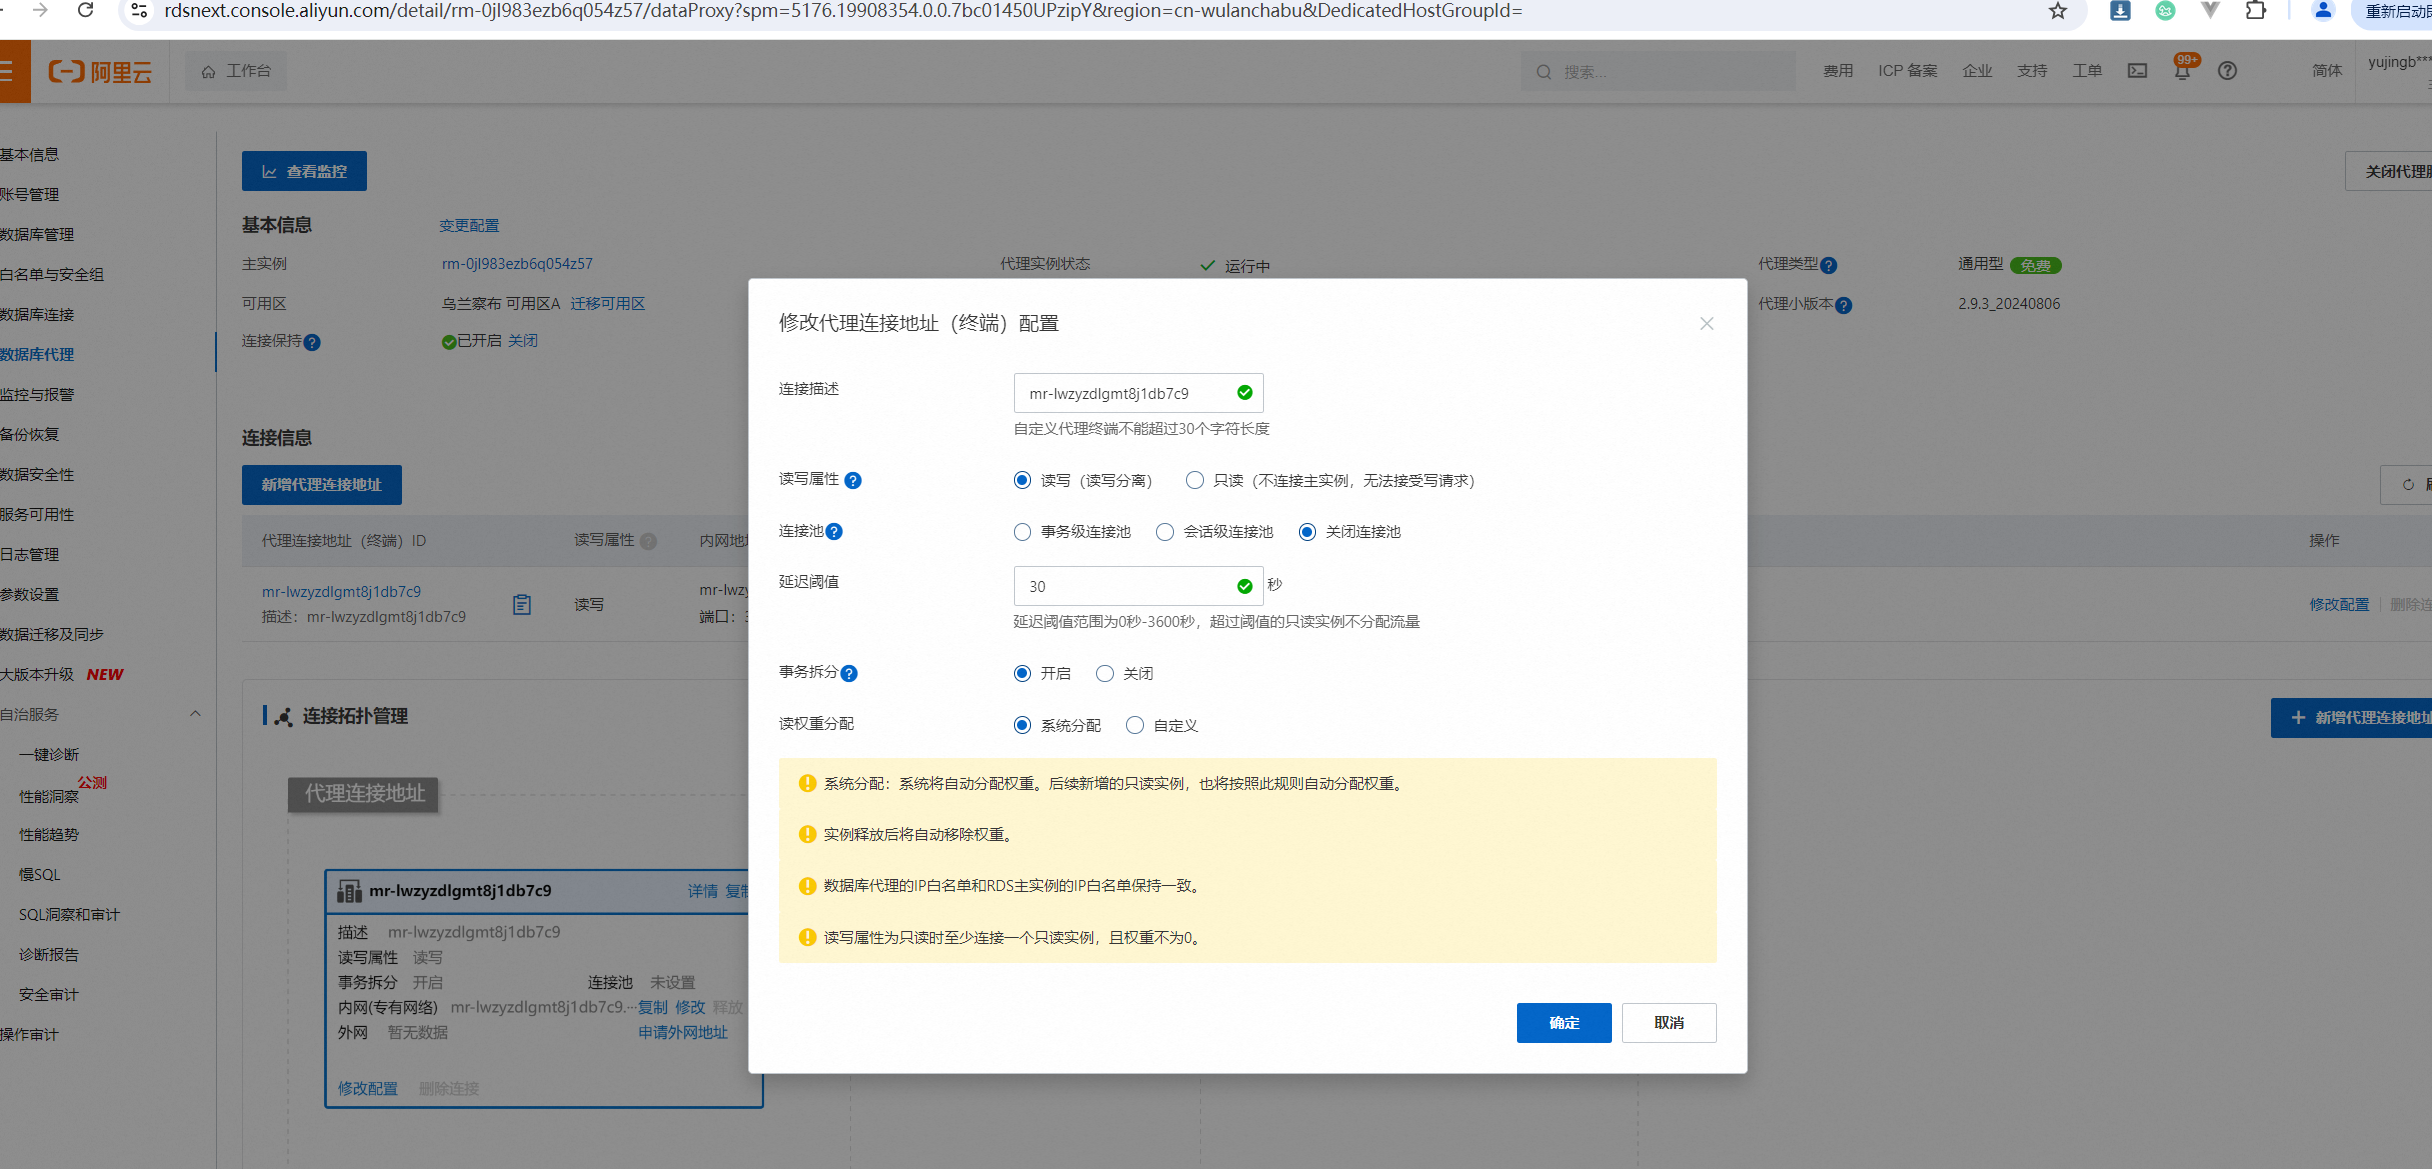 rdsnext.console.aliyun.com/detail/rm-0jl983ezb6q054z57/dataProxy?spm=5176.19908354.0.0.7bc01450UPzipY&region=cn-wulanchabu&DedicatedHostGroupId=
重新启动
阿里云
工作台
搜索...
费用
ICP 备案
企业
支持
工单
99+
简体
yujingb***
基本信息
账号管理
数据库管理
白名单与安全组
数据库连接
数据库代理
监控与报警
备份恢复
数据安全性
服务可用性
日志管理
参数设置
数据迁移及同步
大版本升级 NEW
自治服务
一键诊断
性能洞察 公测
性能趋势
慢SQL
SQL洞察和审计
诊断报告
安全审计
操作审计
查看监控
关闭代理
基本信息 变更配置
主实例 rm-0jl983ezb6q054z57
代理实例状态 运行中
代理类型 通用型 免费
可用区 乌兰察布 可用区A 迁移可用区
代理小版本 2.9.3_20240806
连接保持 已开启 关闭
连接信息
新增代理连接地址
代理连接地址（终端）ID 读写属性 内网地 操作
mr-lwzyzdlgmt8j1db7c9
描述：mr-lwzyzdlgmt8j1db7c9
读写
mr-lwzy
端口：3
修改配置 删除连
连接拓扑管理
新增代理连接地址
代理连接地址
mr-lwzyzdlgmt8j1db7c9 详情 复制
描述 mr-lwzyzdlgmt8j1db7c9
读写属性 读写
事务拆分 开启 连接池 未设置
内网(专有网络) mr-lwzyzdlgmt8j1db7c9.... 复制 修改 释放
外网 暂无数据 申请外网地址
修改配置 删除连接
修改代理连接地址（终端）配置
连接描述 mr-lwzyzdlgmt8j1db7c9
自定义代理终端不能超过30个字符长度
读写属性 读写（读写分离） 只读（不连接主实例，无法接受写请求）
连接池 事务级连接池 会话级连接池 关闭连接池
延迟阈值 30 秒
延迟阈值范围为0秒-3600秒，超过阈值的只读实例不分配流量
事务拆分 开启 关闭
读权重分配 系统分配 自定义
系统分配：系统将自动分配权重。后续新增的只读实例，也将按照此规则自动分配权重。
实例释放后将自动移除权重。
数据库代理的IP白名单和RDS主实例的IP白名单保持一致。
读写属性为只读时至少连接一个只读实例，且权重不为0。
确定 取消